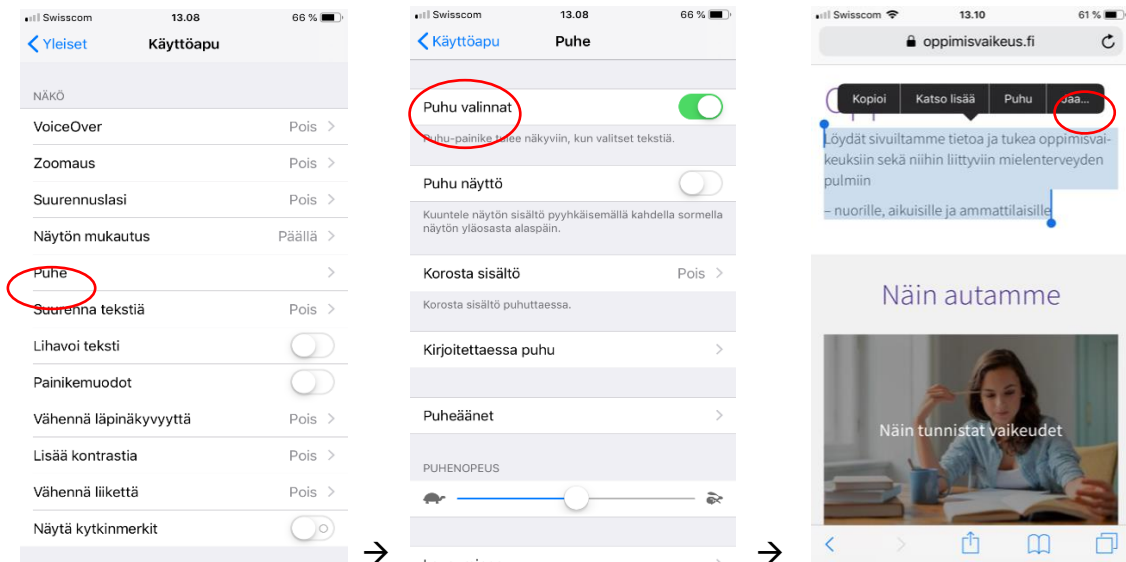 Swisscom 13.08 66 %
Yleiset Käyttöapu
NÄKÖ
VoiceOver Pois
Zoomaus Pois
Suurennuslasi Pois
Näytön mukautus Päällä
Puhe
Suurenna tekstiä Pois
Lihavoi teksti
Painikemuodot
Vähennä läpinäkyvyyttä Pois
Lisää kontrastia Pois
Vähennä liikettä Pois
Näytä kytkinmerkit
→
Swisscom 13.08 66 %
Käyttöapu Puhe
Puhu valinnat
Puhu-painike tulee näkyviin, kun valitset tekstiä.
Puhu näyttö
Kuuntele näytön sisältö pyyhkäisemällä kahdella sormella
näytön yläosasta alaspäin.
Korosta sisältö Pois
Korosta sisältö puhuttaessa.
Kirjoitettaessa puhu
Puheäänet
PUHENOPEUS
→
Swisscom 13.10 61 %
oppimisvaikeus.fi
Kopioi Katso lisää Puhu Jaa...
Löydät sivuiltamme tietoa ja tukea oppimisvai-
keuksiin sekä niihin liittyviin mielenterveyden
pulmiin
– nuorille, aikuisille ja ammattilaisille
Näin autamme
Näin tunnistat vaikeudet